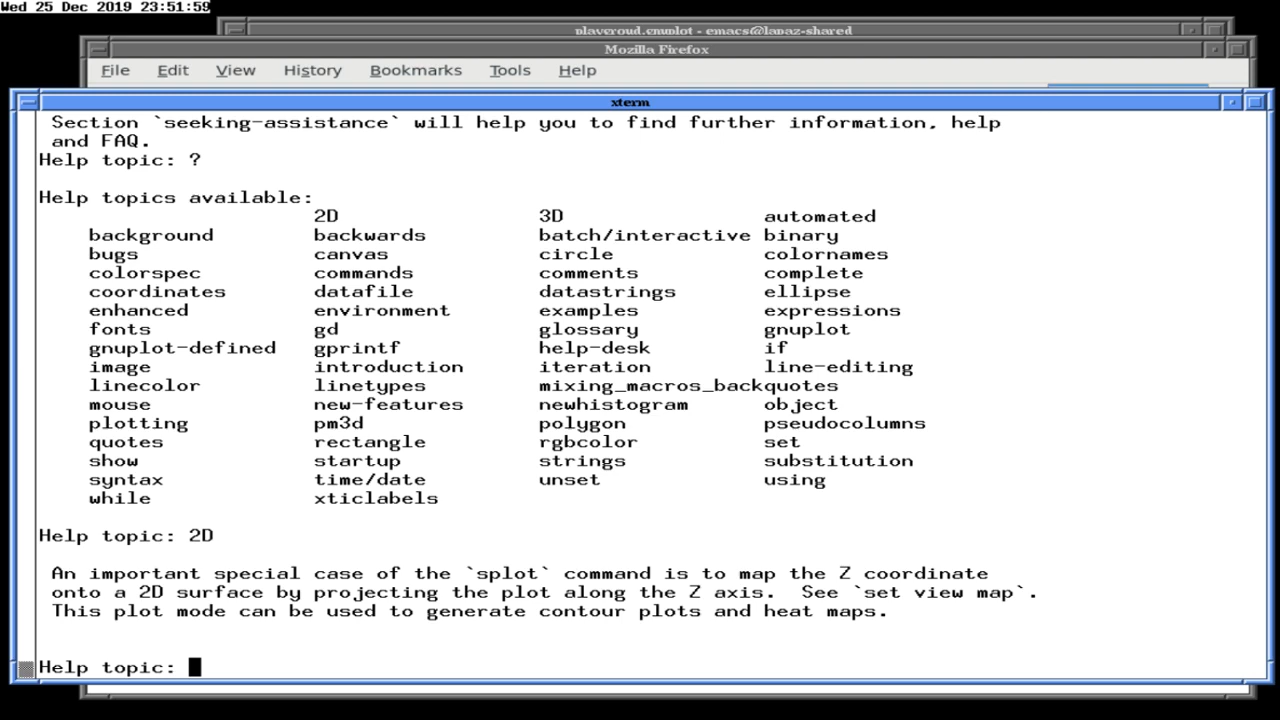 Wed 25 Dec 2019 23:51:59
playgroud.gnuplot - emacs@lapaz-shared
Mozilla Firefox
File Edit View History Bookmarks Tools Help
xterm
Section `seeking-assistance` will help you to find further information, help
and FAQ.
Help topic: ?
Help topics available:
2D 3D automated
background backwards batch/interactive binary
bugs canvas circle colornames
colorspec commands comments complete
coordinates datafile datastrings ellipse
enhanced environment examples expressions
fonts gd glossary gnuplot
gnuplot-defined gprintf help-desk if
image introduction iteration line-editing
linecolor linetypes mixing_macros_backquotes
mouse new-features newhistogram object
plotting pm3d polygon pseudocolumns
quotes rectangle rgbcolor set
show startup strings substitution
syntax time/date unset using
while xticlabels
Help topic: 2D
An important special case of the `splot` command is to map the Z coordinate
onto a 2D surface by projecting the plot along the Z axis.  See `set view map`.
This plot mode can be used to generate contour plots and heat maps.
Help topic: